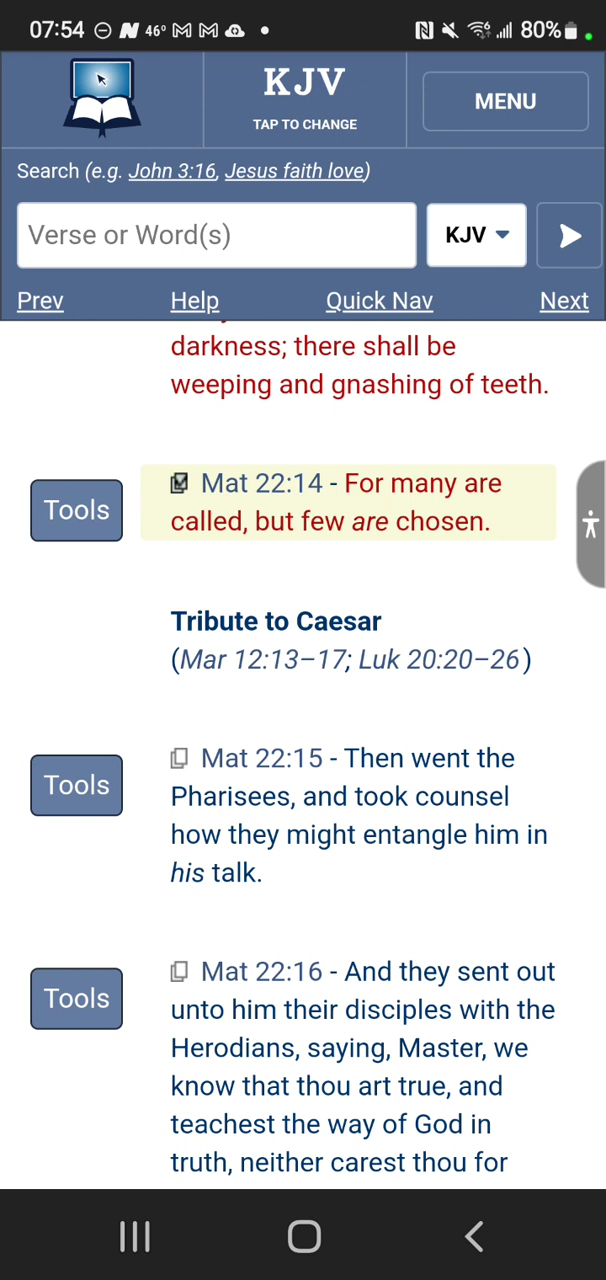 07:54 46° 80%
KJV
TAP TO CHANGE
MENU
Search (e.g. John 3:16, Jesus faith love)
Verse or Word(s)
KJV
Prev Help Quick Nav Next
darkness; there shall be
weeping and gnashing of teeth.
Tools
Mat 22:14 - For many are
called, but few are chosen.
Tribute to Caesar
(Mar 12:13–17; Luk 20:20–26)
Tools
Mat 22:15 - Then went the
Pharisees, and took counsel
how they might entangle him in
his talk.
Tools
Mat 22:16 - And they sent out
unto him their disciples with the
Herodians, saying, Master, we
know that thou art true, and
teachest the way of God in
truth, neither carest thou for